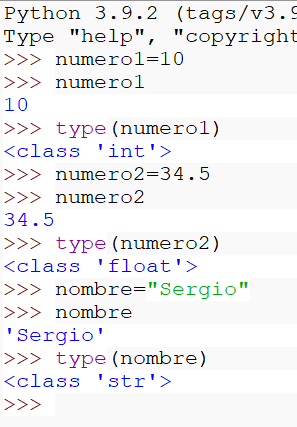 Python 3.9.2 (tags/v3.9
Type "help", "copyright
>>> numero1=10
>>> numero1
10
>>> type(numero1)
<class 'int'>
>>> numero2=34.5
>>> numero2
34.5
>>> type(numero2)
<class 'float'>
>>> nombre="Sergio"
>>> nombre
'Sergio'
>>> type(nombre)
<class 'str'>
>>>